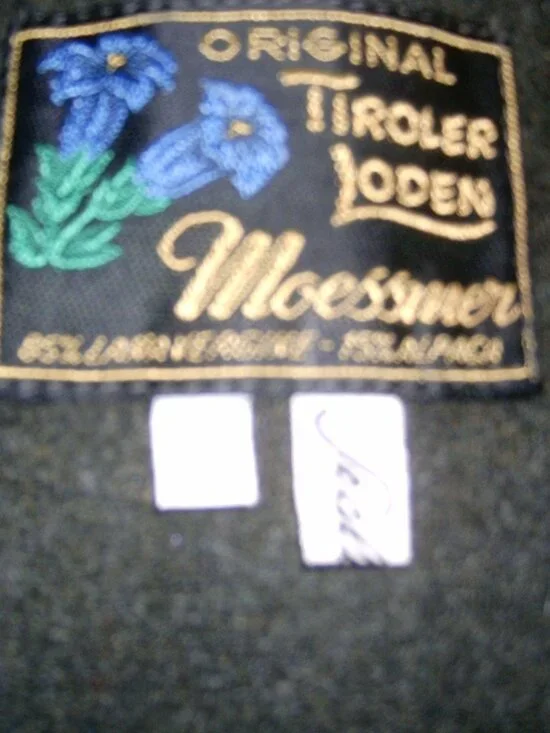 ORIGINAL
TIROLER
LODEN
Moessmer
85% LANA VERGINE - 15% ALPACA